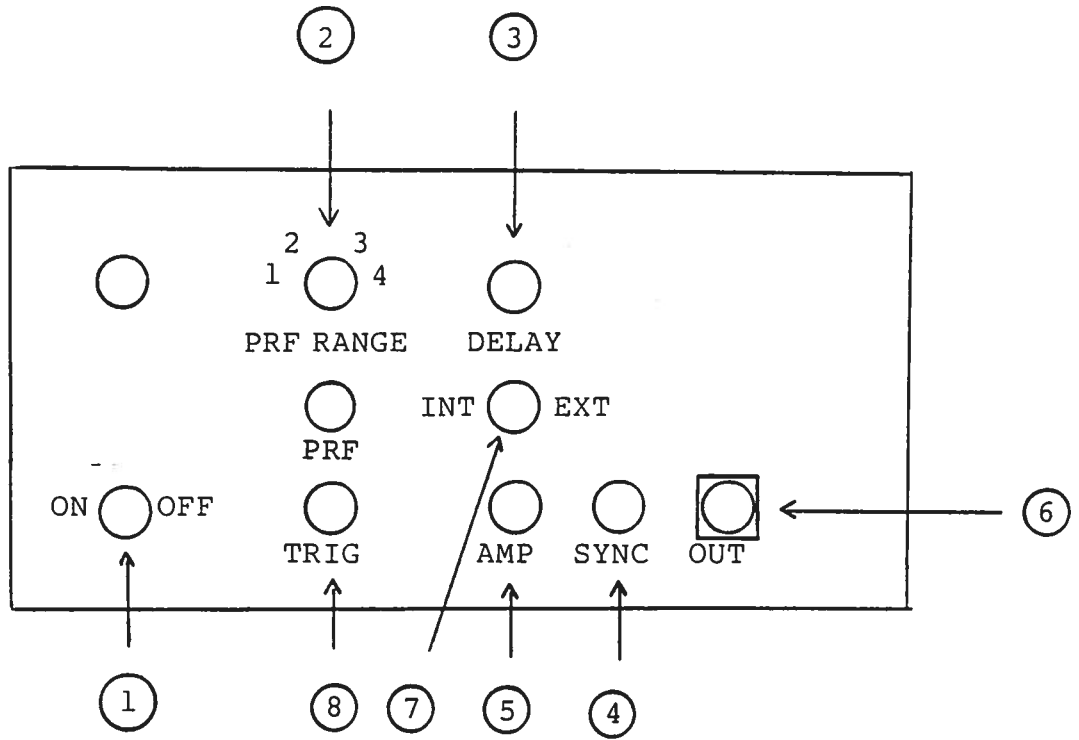 2 3
2 3
1 4
PRF RANGE DELAY
INT EXT
PRF
ON OFF
TRIG AMP SYNC OUT
6
1 8 7 5 4